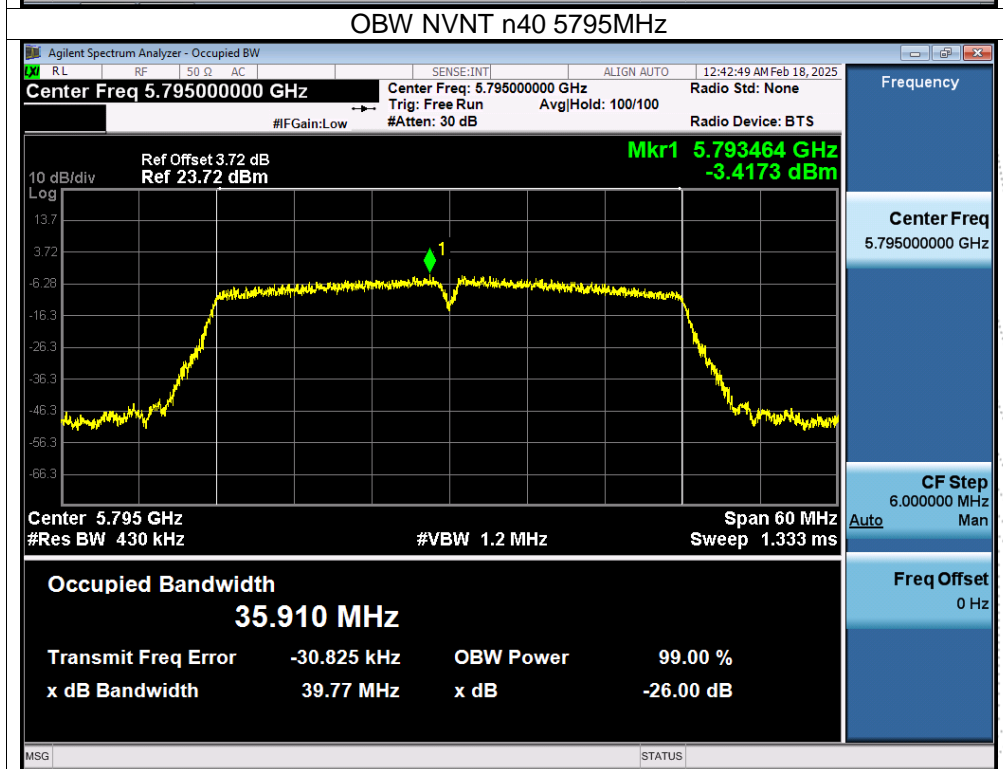 OBW NVNT n40 5795MHz
Agilent Spectrum Analyzer - Occupied BW
LXI RL RF 50 Ω AC SENSE:INT ALIGN AUTO 12:42:49 AM Feb 18, 2025
Center Freq 5.795000000 GHz
Center Freq: 5.795000000 GHz Radio Std: None
Trig: Free Run Avg|Hold: 100/100
#IFGain:Low #Atten: 30 dB Radio Device: BTS
Frequency
Mkr1 5.793464 GHz
-3.4173 dBm
Ref Offset 3.72 dB
10 dB/div Ref 23.72 dBm
Log
13.7
3.72
-6.28
-16.3
-26.3
-36.3
-46.3
-56.3
-66.3
1
Center 5.795 GHz Span 60 MHz
#Res BW 430 kHz #VBW 1.2 MHz Sweep 1.333 ms
Center Freq
5.795000000 GHz
CF Step
6.000000 MHz
Auto Man
Freq Offset
0 Hz
Occupied Bandwidth
35.910 MHz
Transmit Freq Error -30.825 kHz OBW Power 99.00 %
x dB Bandwidth 39.77 MHz x dB -26.00 dB
MSG STATUS